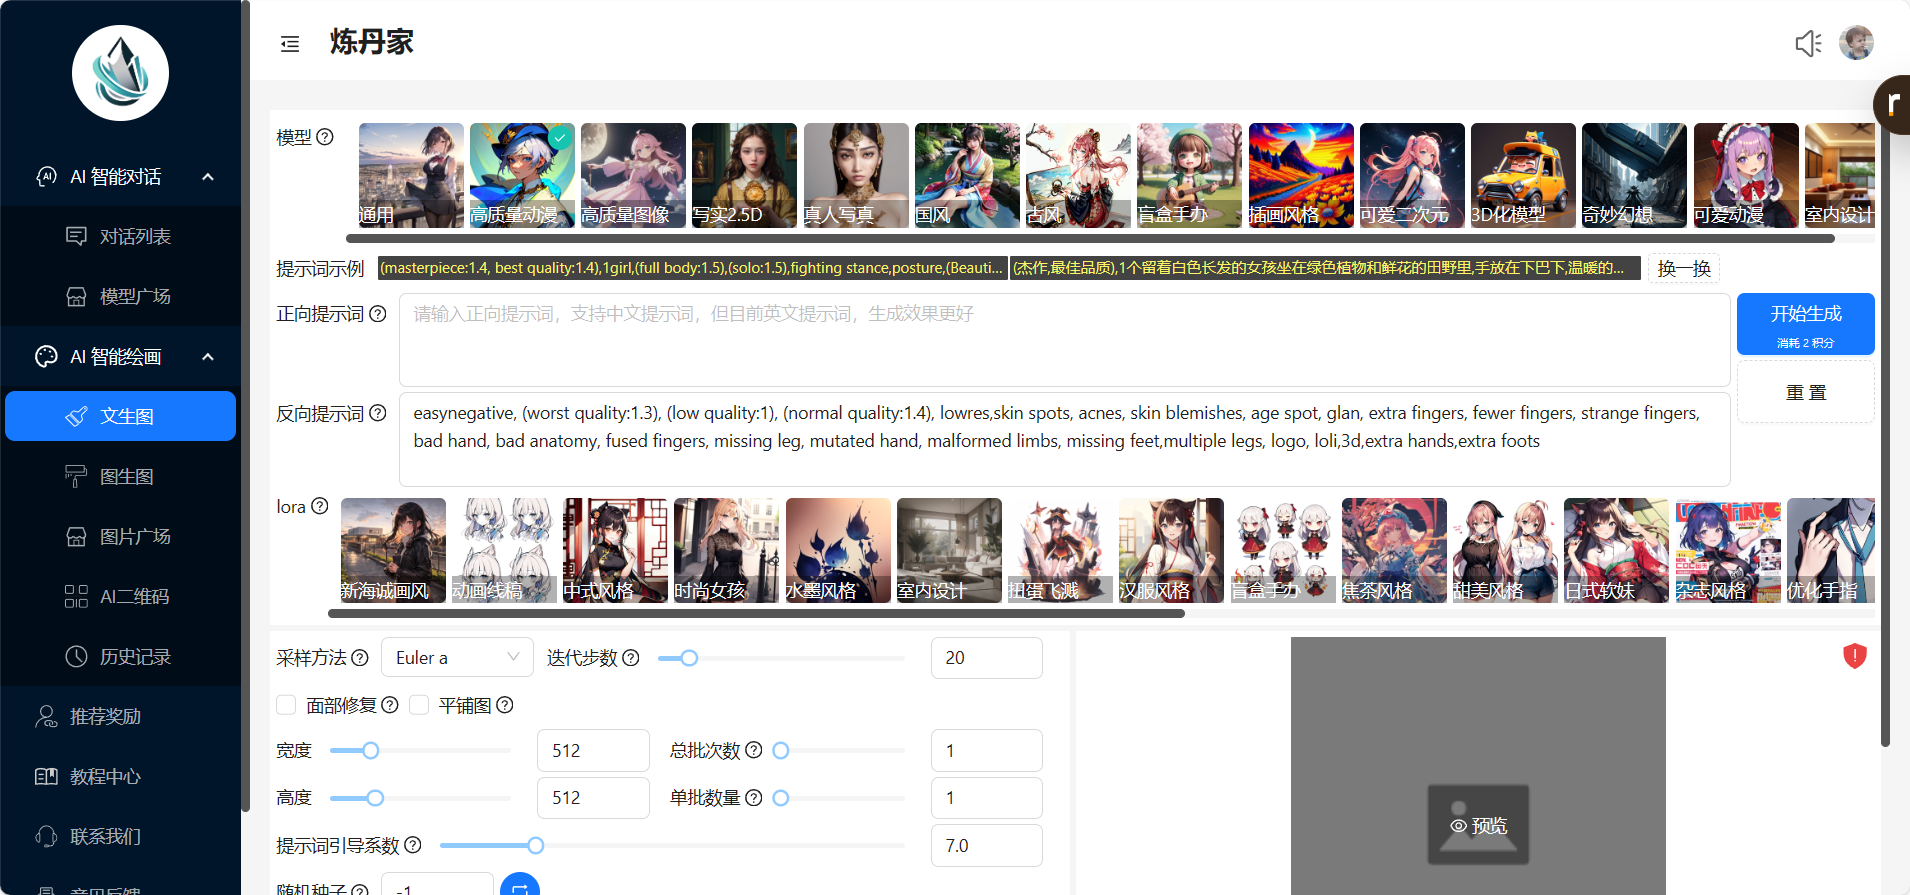 炼丹家
AI 智能对话
对话列表
模型广场
AI 智能绘画
文生图
图生图
图片广场
AI二维码
历史记录
推荐奖励
教程中心
联系我们
意见反馈
模型
通用
高质量动漫
高质量图像
写实2.5D
真人写真
国风
古风
盲盒手办
插画风格
可爱二次元
3D化模型
奇妙幻想
可爱动漫
室内设计
提示词示例
(masterpiece:1.4, best quality:1.4),1girl,(full body:1.5),(solo:1.5),fighting stance,posture,(Beauti...
(杰作,最佳品质),1个留着白色长发的女孩坐在绿色植物和鲜花的田野里,手放在下巴下,温暖的...
换一换
正向提示词
请输入正向提示词，支持中文提示词，但目前英文提示词，生成效果更好
开始生成
消耗 2 积分
重 置
反向提示词
easynegative, (worst quality:1.3), (low quality:1), (normal quality:1.4), lowres,skin spots, acnes, skin blemishes, age spot, glan, extra fingers, fewer fingers, strange fingers,
bad hand, bad anatomy, fused fingers, missing leg, mutated hand, malformed limbs, missing feet,multiple legs, logo, loli,3d,extra hands,extra foots
lora
新海诚画风
动画线稿
中式风格
时尚女孩
水墨风格
室内设计
扭蛋飞溅
汉服风格
盲盒手办
焦茶风格
甜美风格
日式软妹
杂志风格
优化手指
采样方法
Euler a
迭代步数
20
面部修复
平铺图
宽度
512
总批次数
1
高度
512
单批数量
1
提示词引导系数
7.0
随机种子
-1
预览